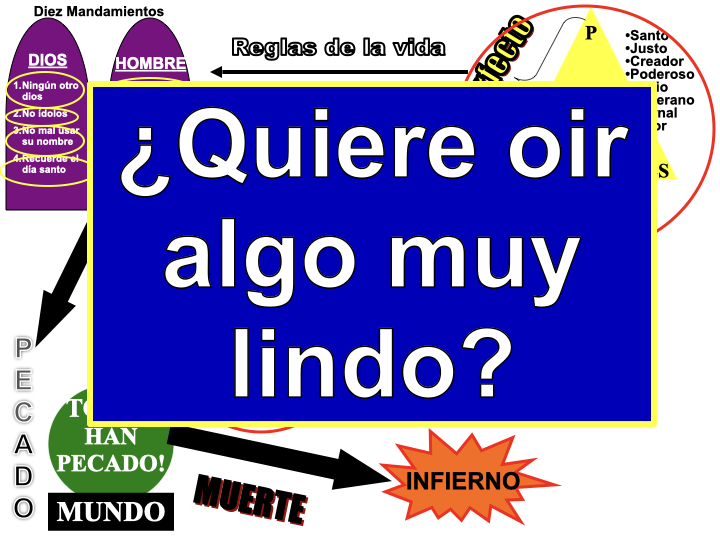 Diez Mandamientos
DIOS
HOMBRE
1.Ningún otro
dios
2.No ídolos
3.No mal usar
su nombre
4.Recuerde el
día santo
Reglas de la vida
P
•Santo
•Justo
•Creador
•Poderoso
S
¿Quiere oir
algo muy
lindo?
PECADO
HAN
PECADO!
MUNDO
MUERTE
INFIERNO